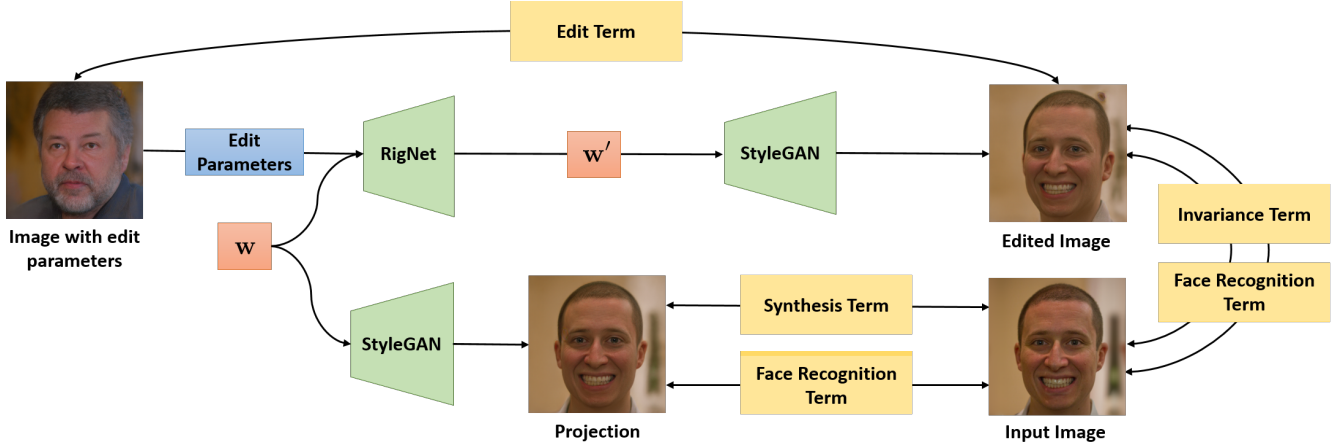 Edit Term
Edit
Parameters
RigNet
w′
StyleGAN
Image with edit
parameters
w
Edited Image
Invariance Term
Face Recognition
Term
StyleGAN
Projection
Synthesis Term
Face Recognition
Term
Input Image